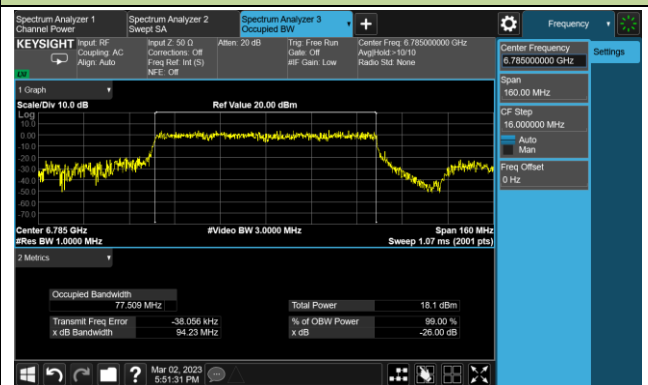 Spectrum Analyzer 1
Channel Power
Spectrum Analyzer 2
Swept SA
Spectrum Analyzer 3
Occupied BW
+
Frequency
KEYSIGHT
Input: RF
Coupling: AC
Align: Auto
Input Z: 50 Ω
Corrections: Off
Freq Ref: Int (S)
NFE: Off
Atten: 20 dB
Trig: Free Run
Gate: Off
#IF Gain: Low
Center Freq: 6.785000000 GHz
Avg|Hold:>10/10
Radio Std: None
Center Frequency
6.785000000 GHz
Settings
Span
160.00 MHz
CF Step
16.000000 MHz
Auto
Man
Freq Offset
0 Hz
1 Graph
Scale/Div 10.0 dB
Ref Value 20.00 dBm
Log
10.0
0.00
-10.0
-20.0
-30.0
-40.0
-50.0
-60.0
-70.0
Center 6.785 GHz
#Video BW 3.0000 MHz
Span 160 MHz
#Res BW 1.0000 MHz
Sweep 1.07 ms (2001 pts)
2 Metrics
Occupied Bandwidth
77.509 MHz
Total Power
18.1 dBm
Transmit Freq Error
-38.056 kHz
% of OBW Power
99.00 %
x dB Bandwidth
94.23 MHz
x dB
-26.00 dB
?
Mar 02, 2023
5:51:31 PM